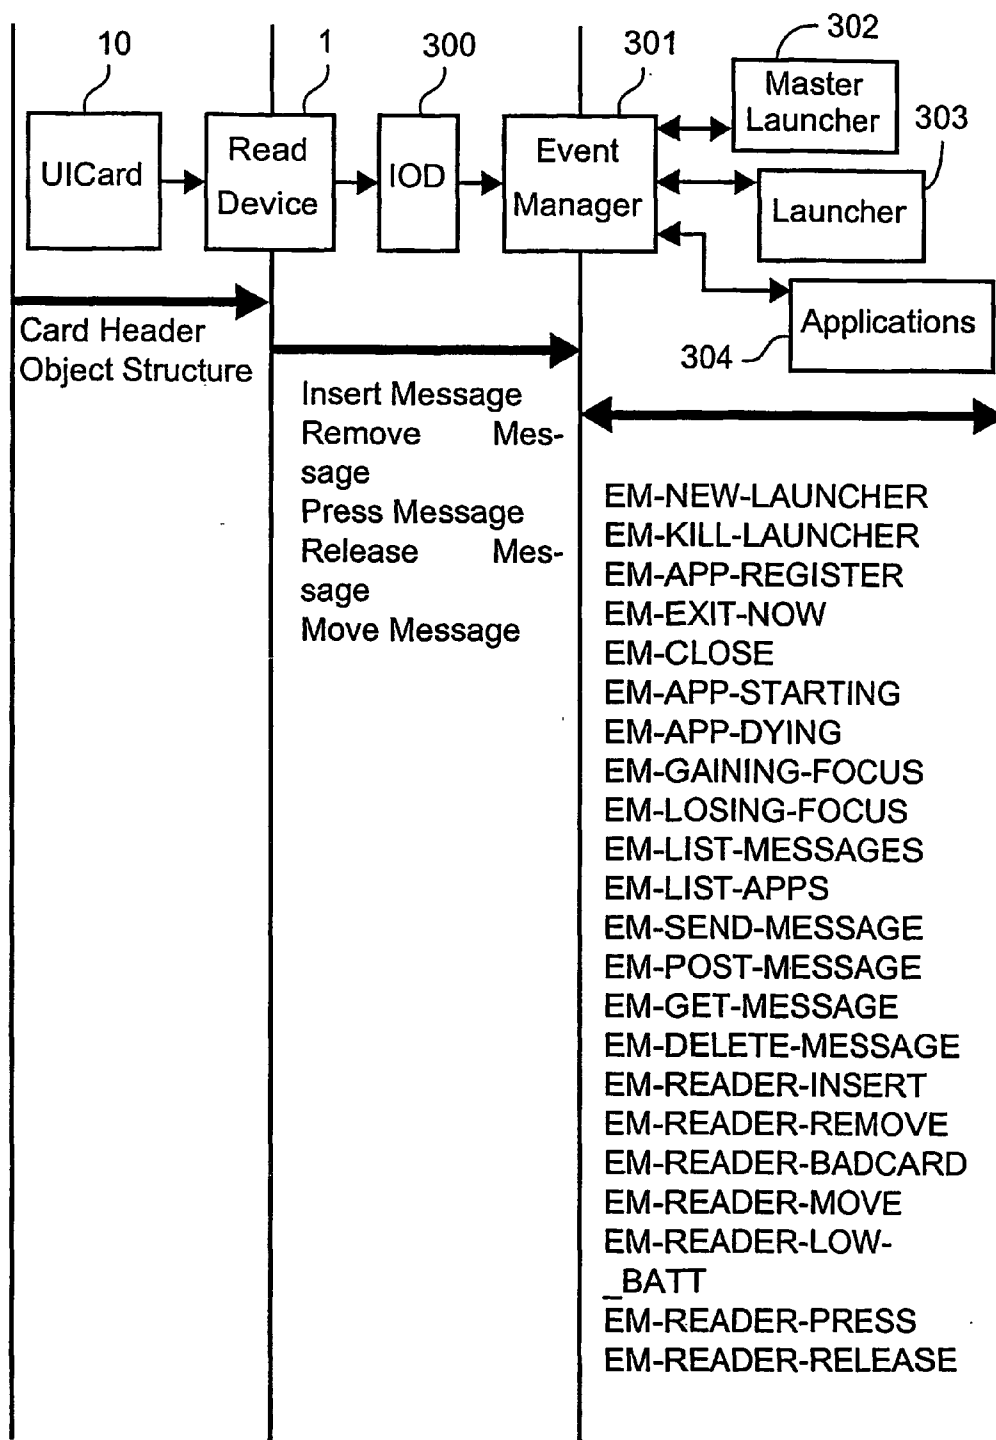 10
1
300
301
302
303
UICard
Read
Device
IOD
Event
Manager
Master
Launcher
Launcher
Applications
304
Card Header
Object Structure
Insert Message
Remove Mes-
sage
Press Message
Release Mes-
sage
Move Message
EM-NEW-LAUNCHER
EM-KILL-LAUNCHER
EM-APP-REGISTER
EM-EXIT-NOW
EM-CLOSE
EM-APP-STARTING
EM-APP-DYING
EM-GAINING-FOCUS
EM-LOSING-FOCUS
EM-LIST-MESSAGES
EM-LIST-APPS
EM-SEND-MESSAGE
EM-POST-MESSAGE
EM-GET-MESSAGE
EM-DELETE-MESSAGE
EM-READER-INSERT
EM-READER-REMOVE
EM-READER-BADCARD
EM-READER-MOVE
EM-READER-LOW-
_BATT
EM-READER-PRESS
EM-READER-RELEASE